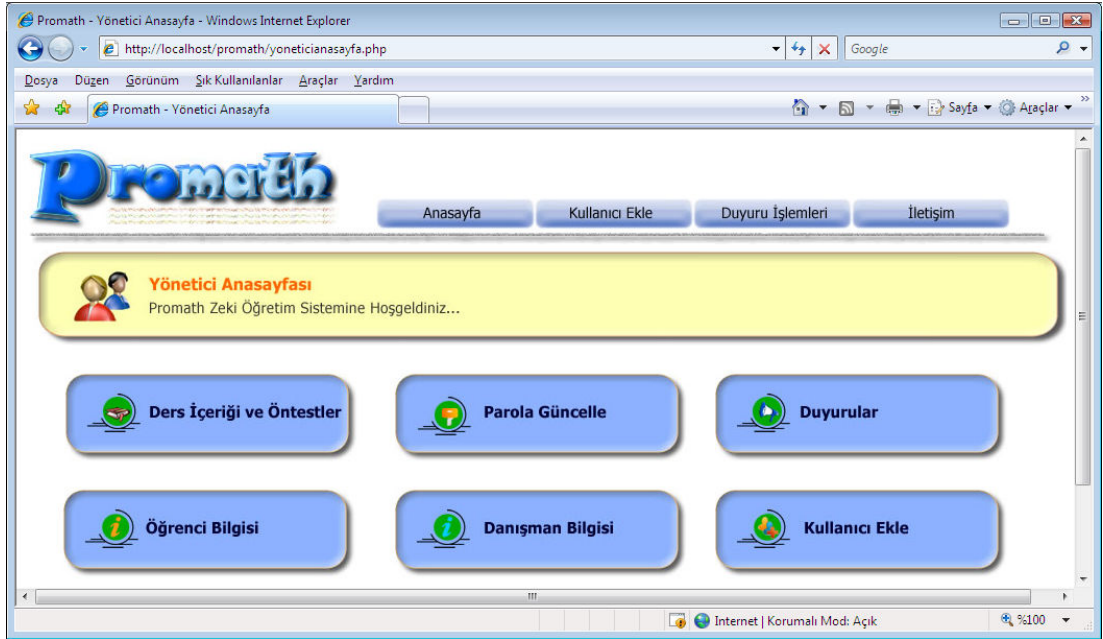 Promath - Yönetici Anasayfa - Windows Internet Explorer
http://localhost/promath/yoneticianasayfa.php
Google
Dosya Düzen Görünüm Sık Kullanılanlar Araçlar Yardım
Promath - Yönetici Anasayfa
Sayfa Araçlar
Promath
Anasayfa Kullanıcı Ekle Duyuru İşlemleri İletişim
Yönetici Anasayfası
Promath Zeki Öğretim Sistemine Hoşgeldiniz...
Ders İçeriği ve Öntestler Parola Güncelle Duyurular
Öğrenci Bilgisi Danışman Bilgisi Kullanıcı Ekle
Internet | Korumalı Mod: Açık %100